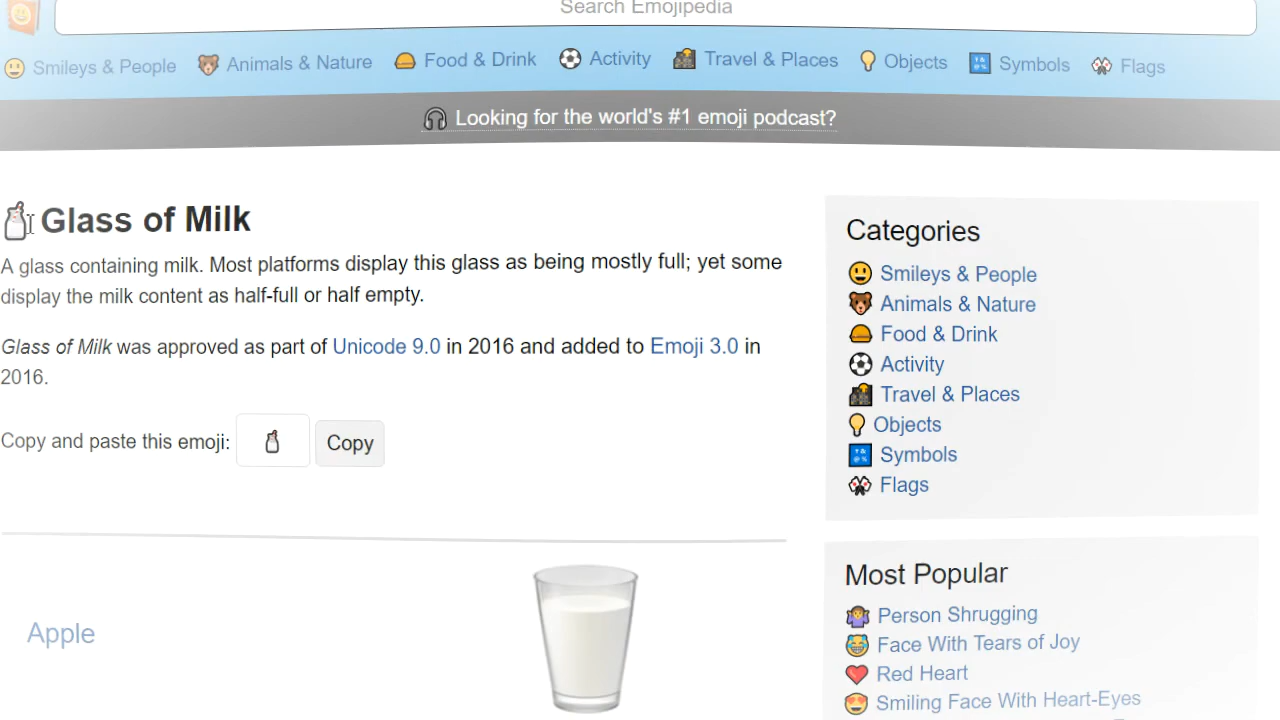 Search Emojipedia
Smileys & People Animals & Nature Food & Drink Activity Travel & Places Objects Symbols Flags
Looking for the world's #1 emoji podcast?
Glass of Milk
A glass containing milk. Most platforms display this glass as being mostly full; yet some
display the milk content as half-full or half empty.
Glass of Milk was approved as part of Unicode 9.0 in 2016 and added to Emoji 3.0 in
2016.
Copy and paste this emoji: Copy
Apple
Categories
Smileys & People
Animals & Nature
Food & Drink
Activity
Travel & Places
Objects
Symbols
Flags
Most Popular
Person Shrugging
Face With Tears of Joy
Red Heart
Smiling Face With Heart-Eyes